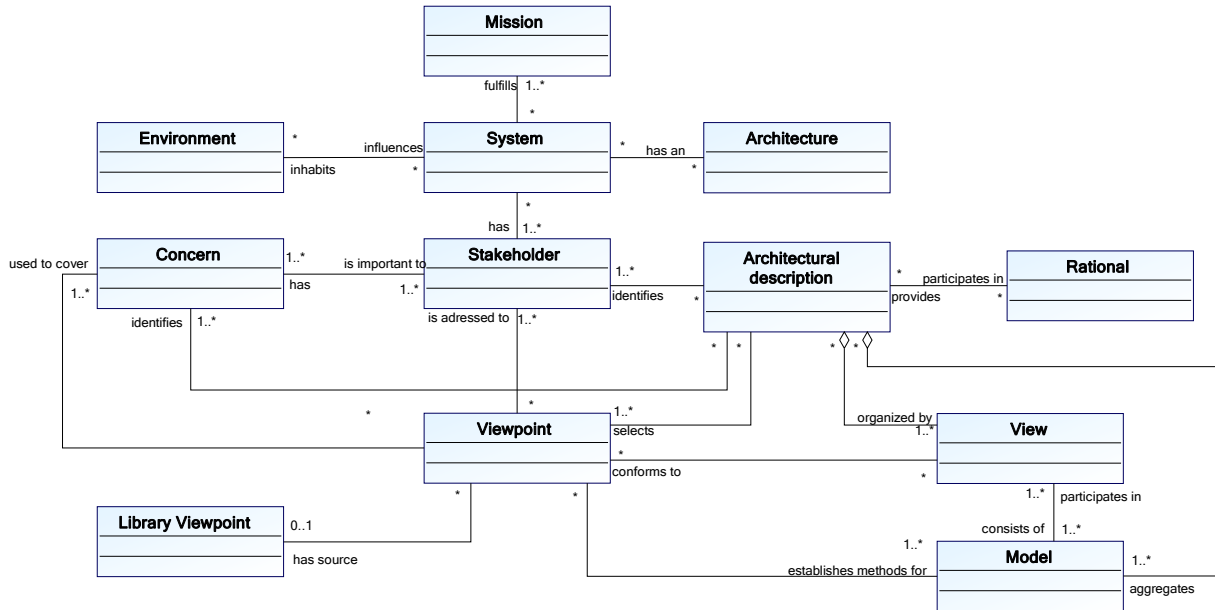 Mission
fulfills 1..*
*
Environment * influences System * has an Architecture
inhabits * *
*
has 1..*
used to cover Concern 1..* is important to Stakeholder Architectural description * participates in Rational
1..* has 1..* 1..* identifies * provides *
identifies 1..* is adressed to 1..* * * * *
* * 1..* organized by 1..*
Viewpoint selects View
* conforms to *
* * 1..* participates in
Library Viewpoint 0..1 consists of 1..*
has source 1..* Model 1..*
establishes methods for aggregates